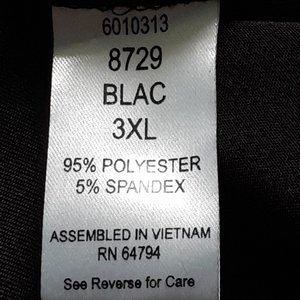 6010313
8729
BLAC
3XL
95% POLYESTER
5% SPANDEX
ASSEMBLED IN VIETNAM
RN 64794
See Reverse for Care